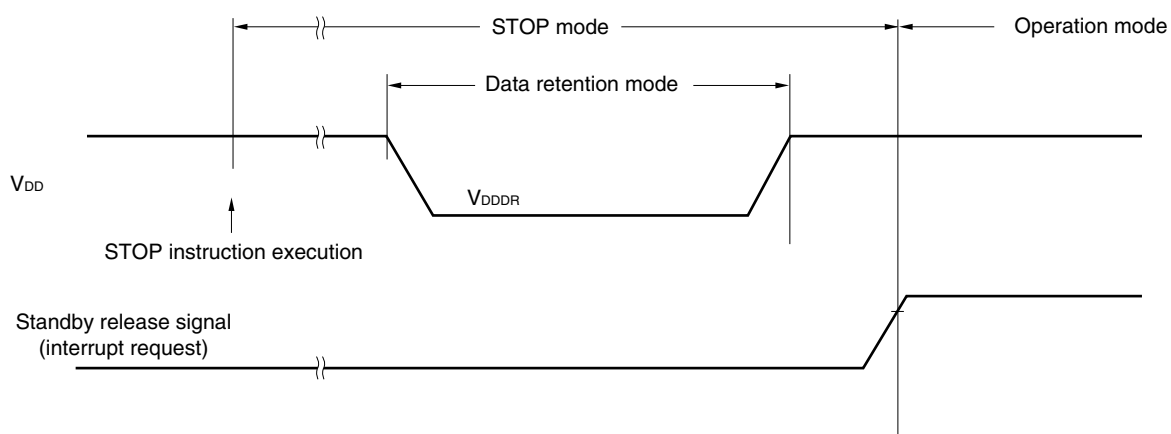 STOP mode
Operation mode
Data retention mode
VDD
VDDDR
STOP instruction execution
Standby release signal
(interrupt request)